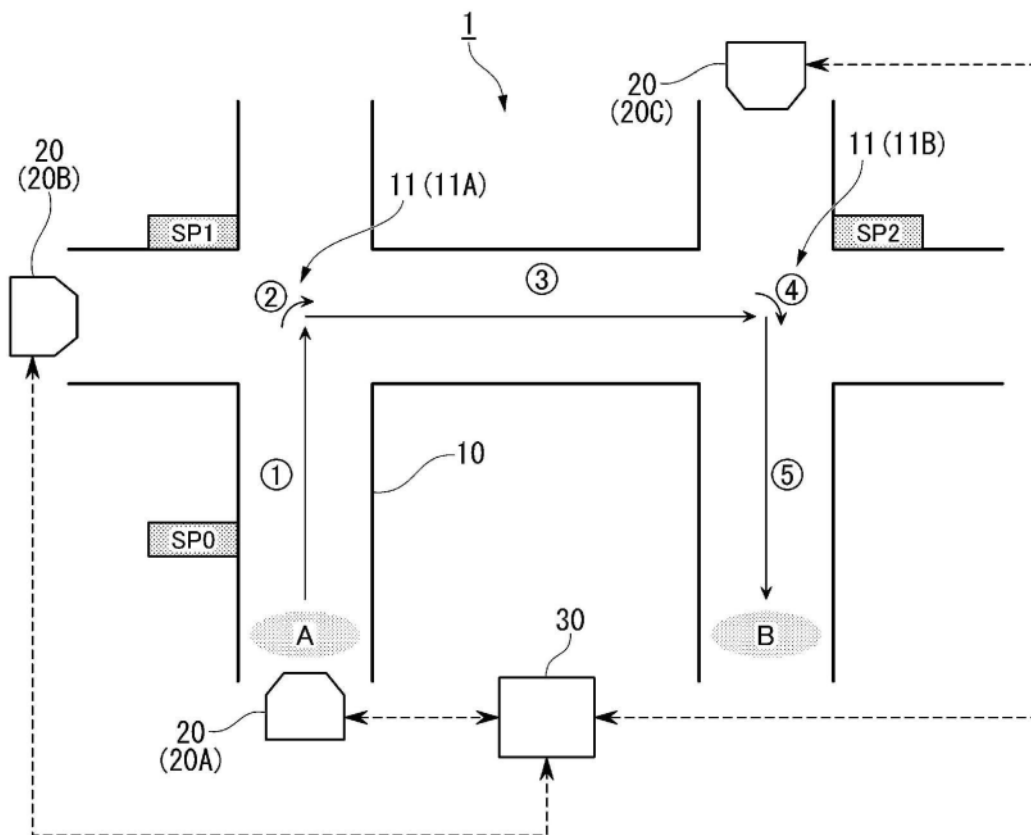 1
20
(20C)
20
(20B)
11(11A)
11(11B)
SP1
SP2
②
③
④
①
10
⑤
SP0
A
B
30
20
(20A)